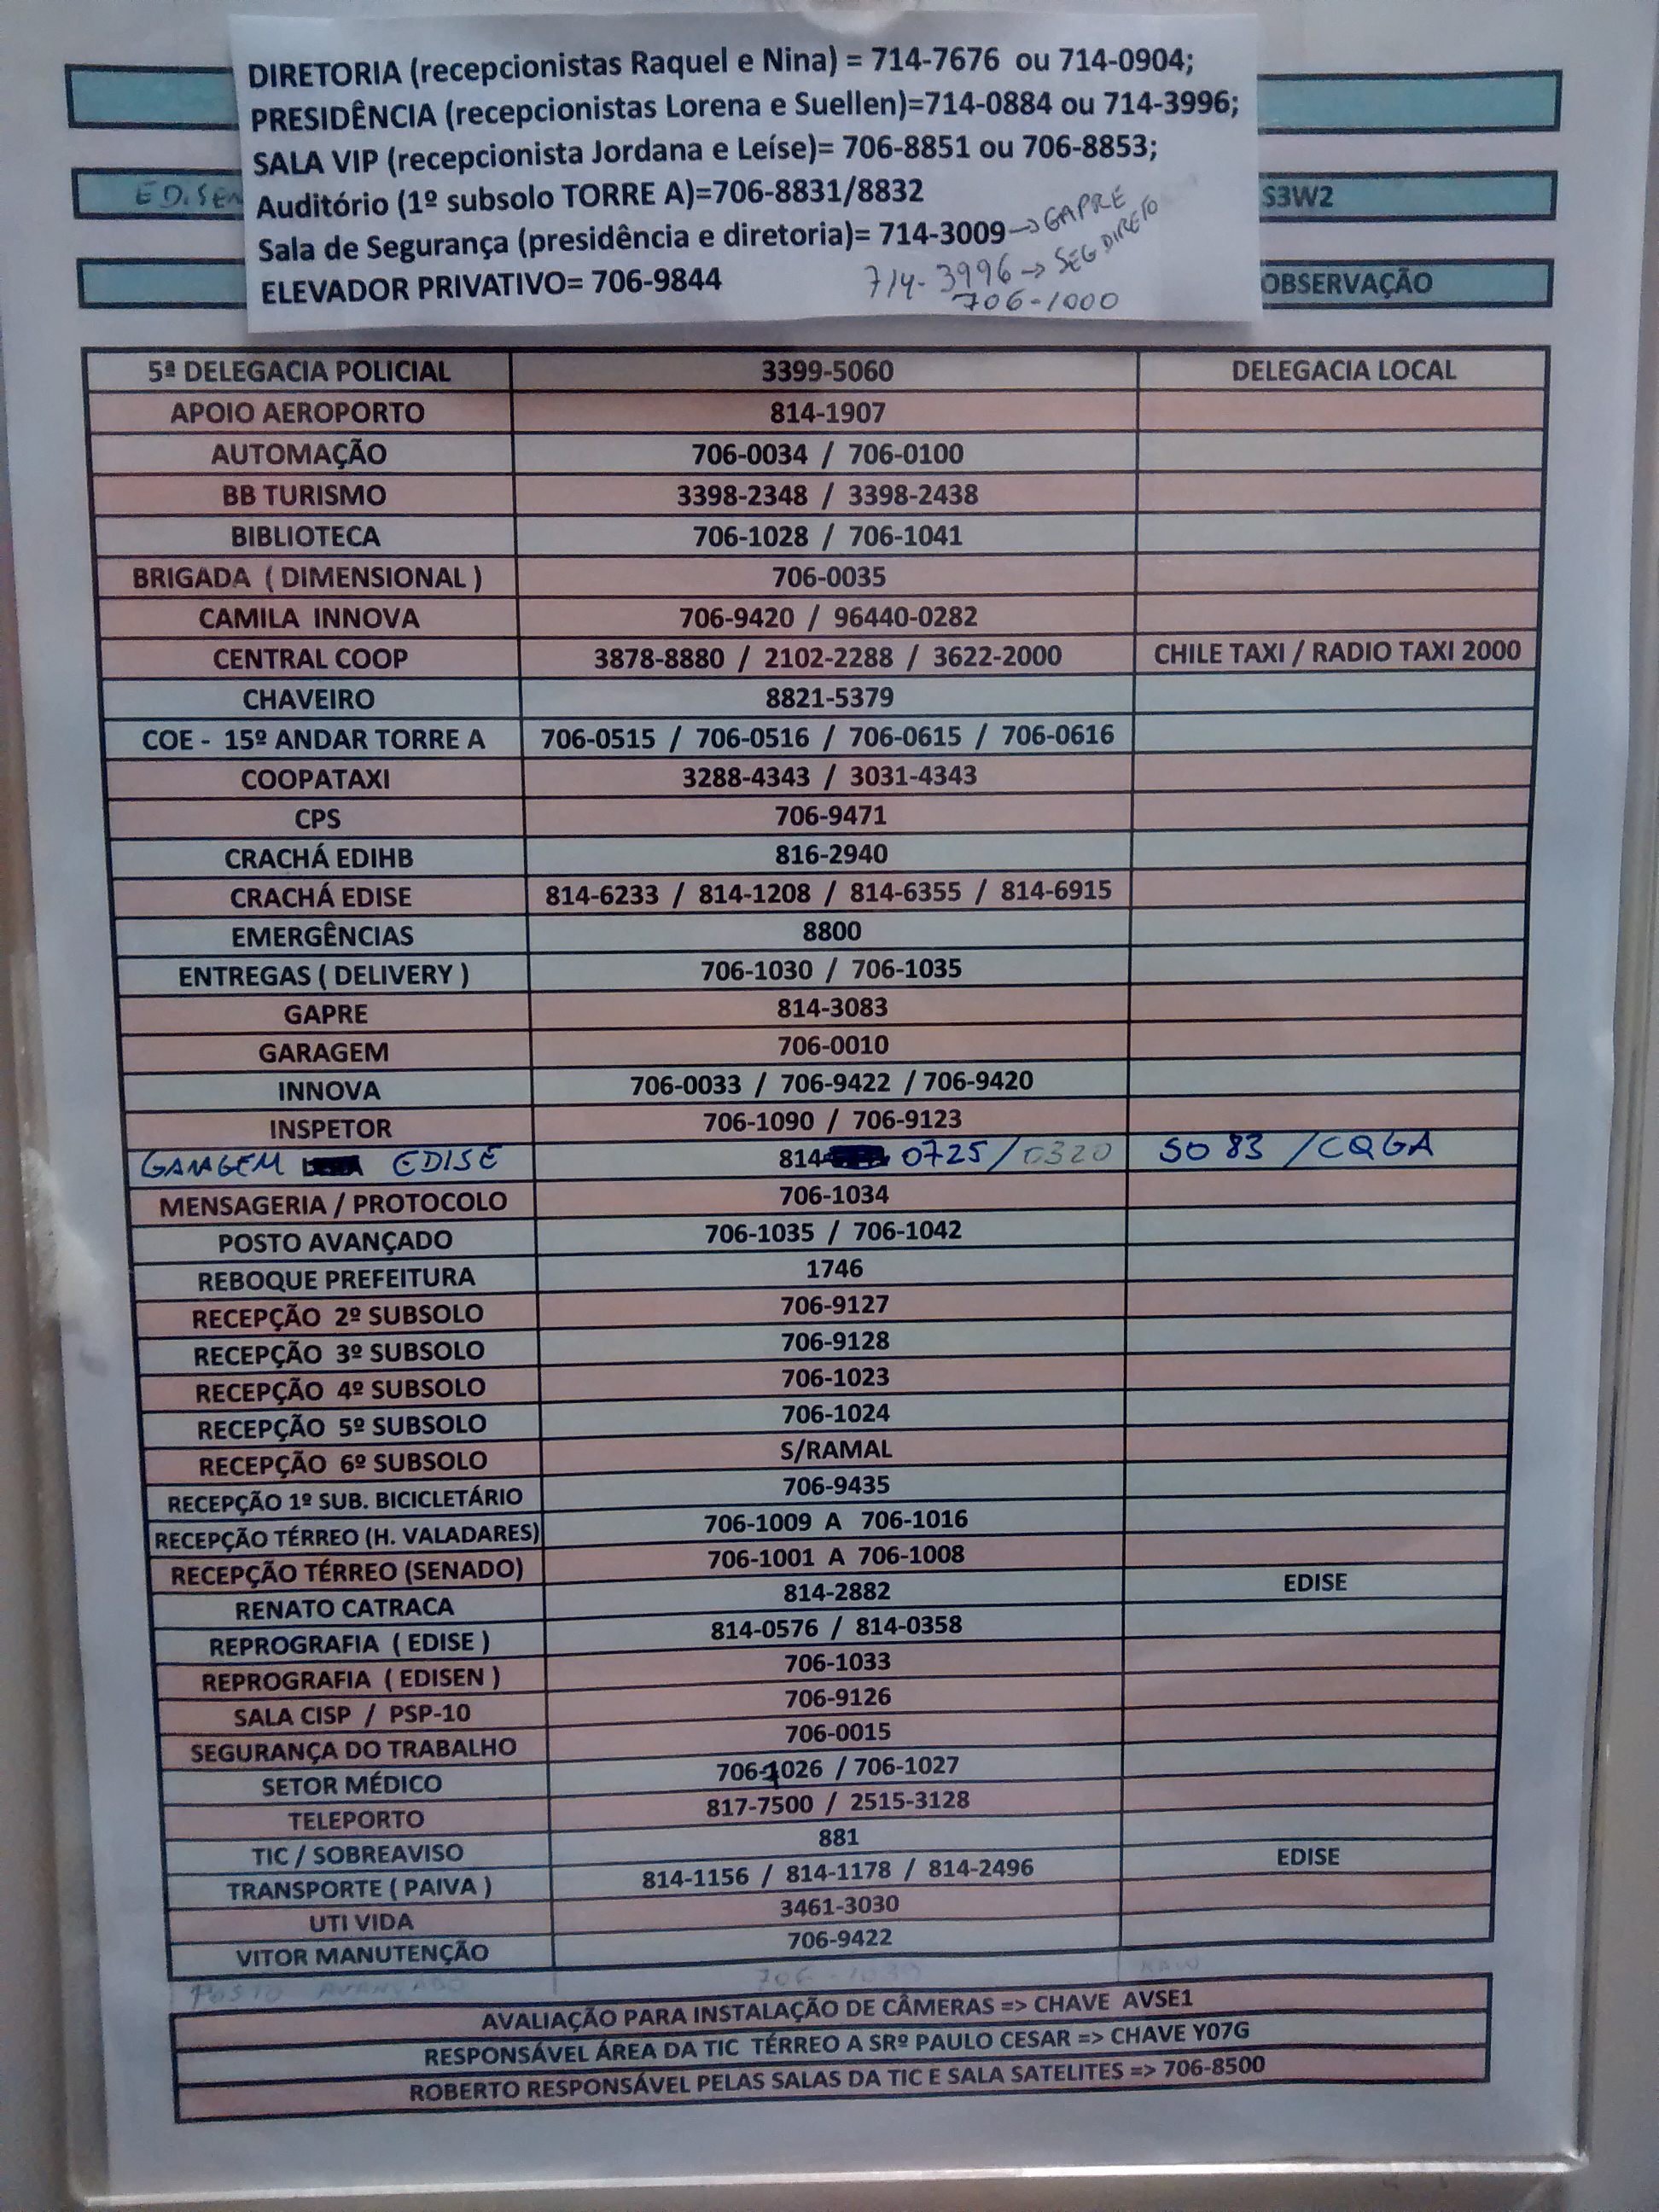 DIRETORIA (recepcionistas Raquel e Nina) = 714-7676 ou 714-0904;
PRESIDÊNCIA (recepcionistas Lorena e Suellen)=714-0884 ou 714-3996;
SALA VIP (recepcionista Jordana e Leíse)= 706-8851 ou 706-8853;
Auditório (1º subsolo TORRE A)=706-8831/8832
Sala de Segurança (presidência e diretoria)= 714-3009 → GAPRE
ELEVADOR PRIVATIVO= 706-9844
714-3996 → SEG DIRETO
706-1000
EDISEN S3W2
OBSERVAÇÃO
5ª DELEGACIA POLICIAL 3399-5060 DELEGACIA LOCAL
APOIO AEROPORTO 814-1907
AUTOMAÇÃO 706-0034 / 706-0100
BB TURISMO 3398-2348 / 3398-2438
BIBLIOTECA 706-1028 / 706-1041
BRIGADA ( DIMENSIONAL ) 706-0035
CAMILA INNOVA 706-9420 / 96440-0282
CENTRAL COOP 3878-8880 / 2102-2288 / 3622-2000 CHILE TAXI / RADIO TAXI 2000
CHAVEIRO 8821-5379
COE - 15º ANDAR TORRE A 706-0515 / 706-0516 / 706-0615 / 706-0616
COOPATAXI 3288-4343 / 3031-4343
CPS 706-9471
CRACHÁ EDIHB 816-2940
CRACHÁ EDISE 814-6233 / 814-1208 / 814-6355 / 814-6915
EMERGÊNCIAS 8800
ENTREGAS ( DELIVERY ) 706-1030 / 706-1035
GAPRE 814-3083
GARAGEM 706-0010
INNOVA 706-0033 / 706-9422 / 706-9420
INSPETOR 706-1090 / 706-9123
GARAGEM EDISE 814- 0725/0320 SO 83 /CQGA
MENSAGERIA / PROTOCOLO 706-1034
POSTO AVANÇADO 706-1035 / 706-1042
REBOQUE PREFEITURA 1746
RECEPÇÃO 2º SUBSOLO 706-9127
RECEPÇÃO 3º SUBSOLO 706-9128
RECEPÇÃO 4º SUBSOLO 706-1023
RECEPÇÃO 5º SUBSOLO 706-1024
RECEPÇÃO 6º SUBSOLO S/RAMAL
RECEPÇÃO 1º SUB. BICICLETÁRIO 706-9435
RECEPÇÃO TÉRREO (H. VALADARES) 706-1009 A 706-1016
RECEPÇÃO TÉRREO (SENADO) 706-1001 A 706-1008
RENATO CATRACA 814-2882 EDISE
REPROGRAFIA ( EDISE ) 814-0576 / 814-0358
REPROGRAFIA ( EDISEN ) 706-1033
SALA CISP / PSP-10 706-9126
SEGURANÇA DO TRABALHO 706-0015
SETOR MÉDICO 706-1026 / 706-1027
TELEPORTO 817-7500 / 2515-3128
TIC / SOBREAVISO 881
TRANSPORTE ( PAIVA ) 814-1156 / 814-1178 / 814-2496 EDISE
UTI VIDA 3461-3030
VITOR MANUTENÇÃO 706-9422
POSTO AVANÇADO 706-1039
AVALIAÇÃO PARA INSTALAÇÃO DE CÂMERAS => CHAVE AVSE1
RESPONSÁVEL ÁREA DA TIC TÉRREO A SRº PAULO CESAR => CHAVE Y07G
ROBERTO RESPONSÁVEL PELAS SALAS DA TIC E SALA SATELITES => 706-8500